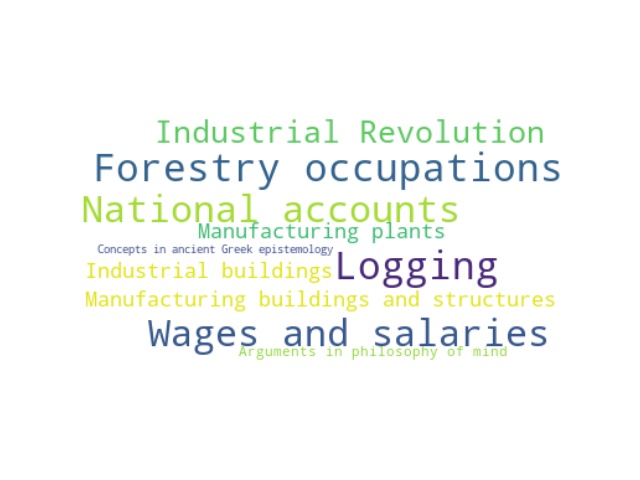 Industrial Revolution
Forestry occupations
National accounts
Manufacturing plants
Concepts in ancient Greek epistemology
Logging
Industrial buildings
Manufacturing buildings and structures
Wages and salaries
Arguments in philosophy of mind